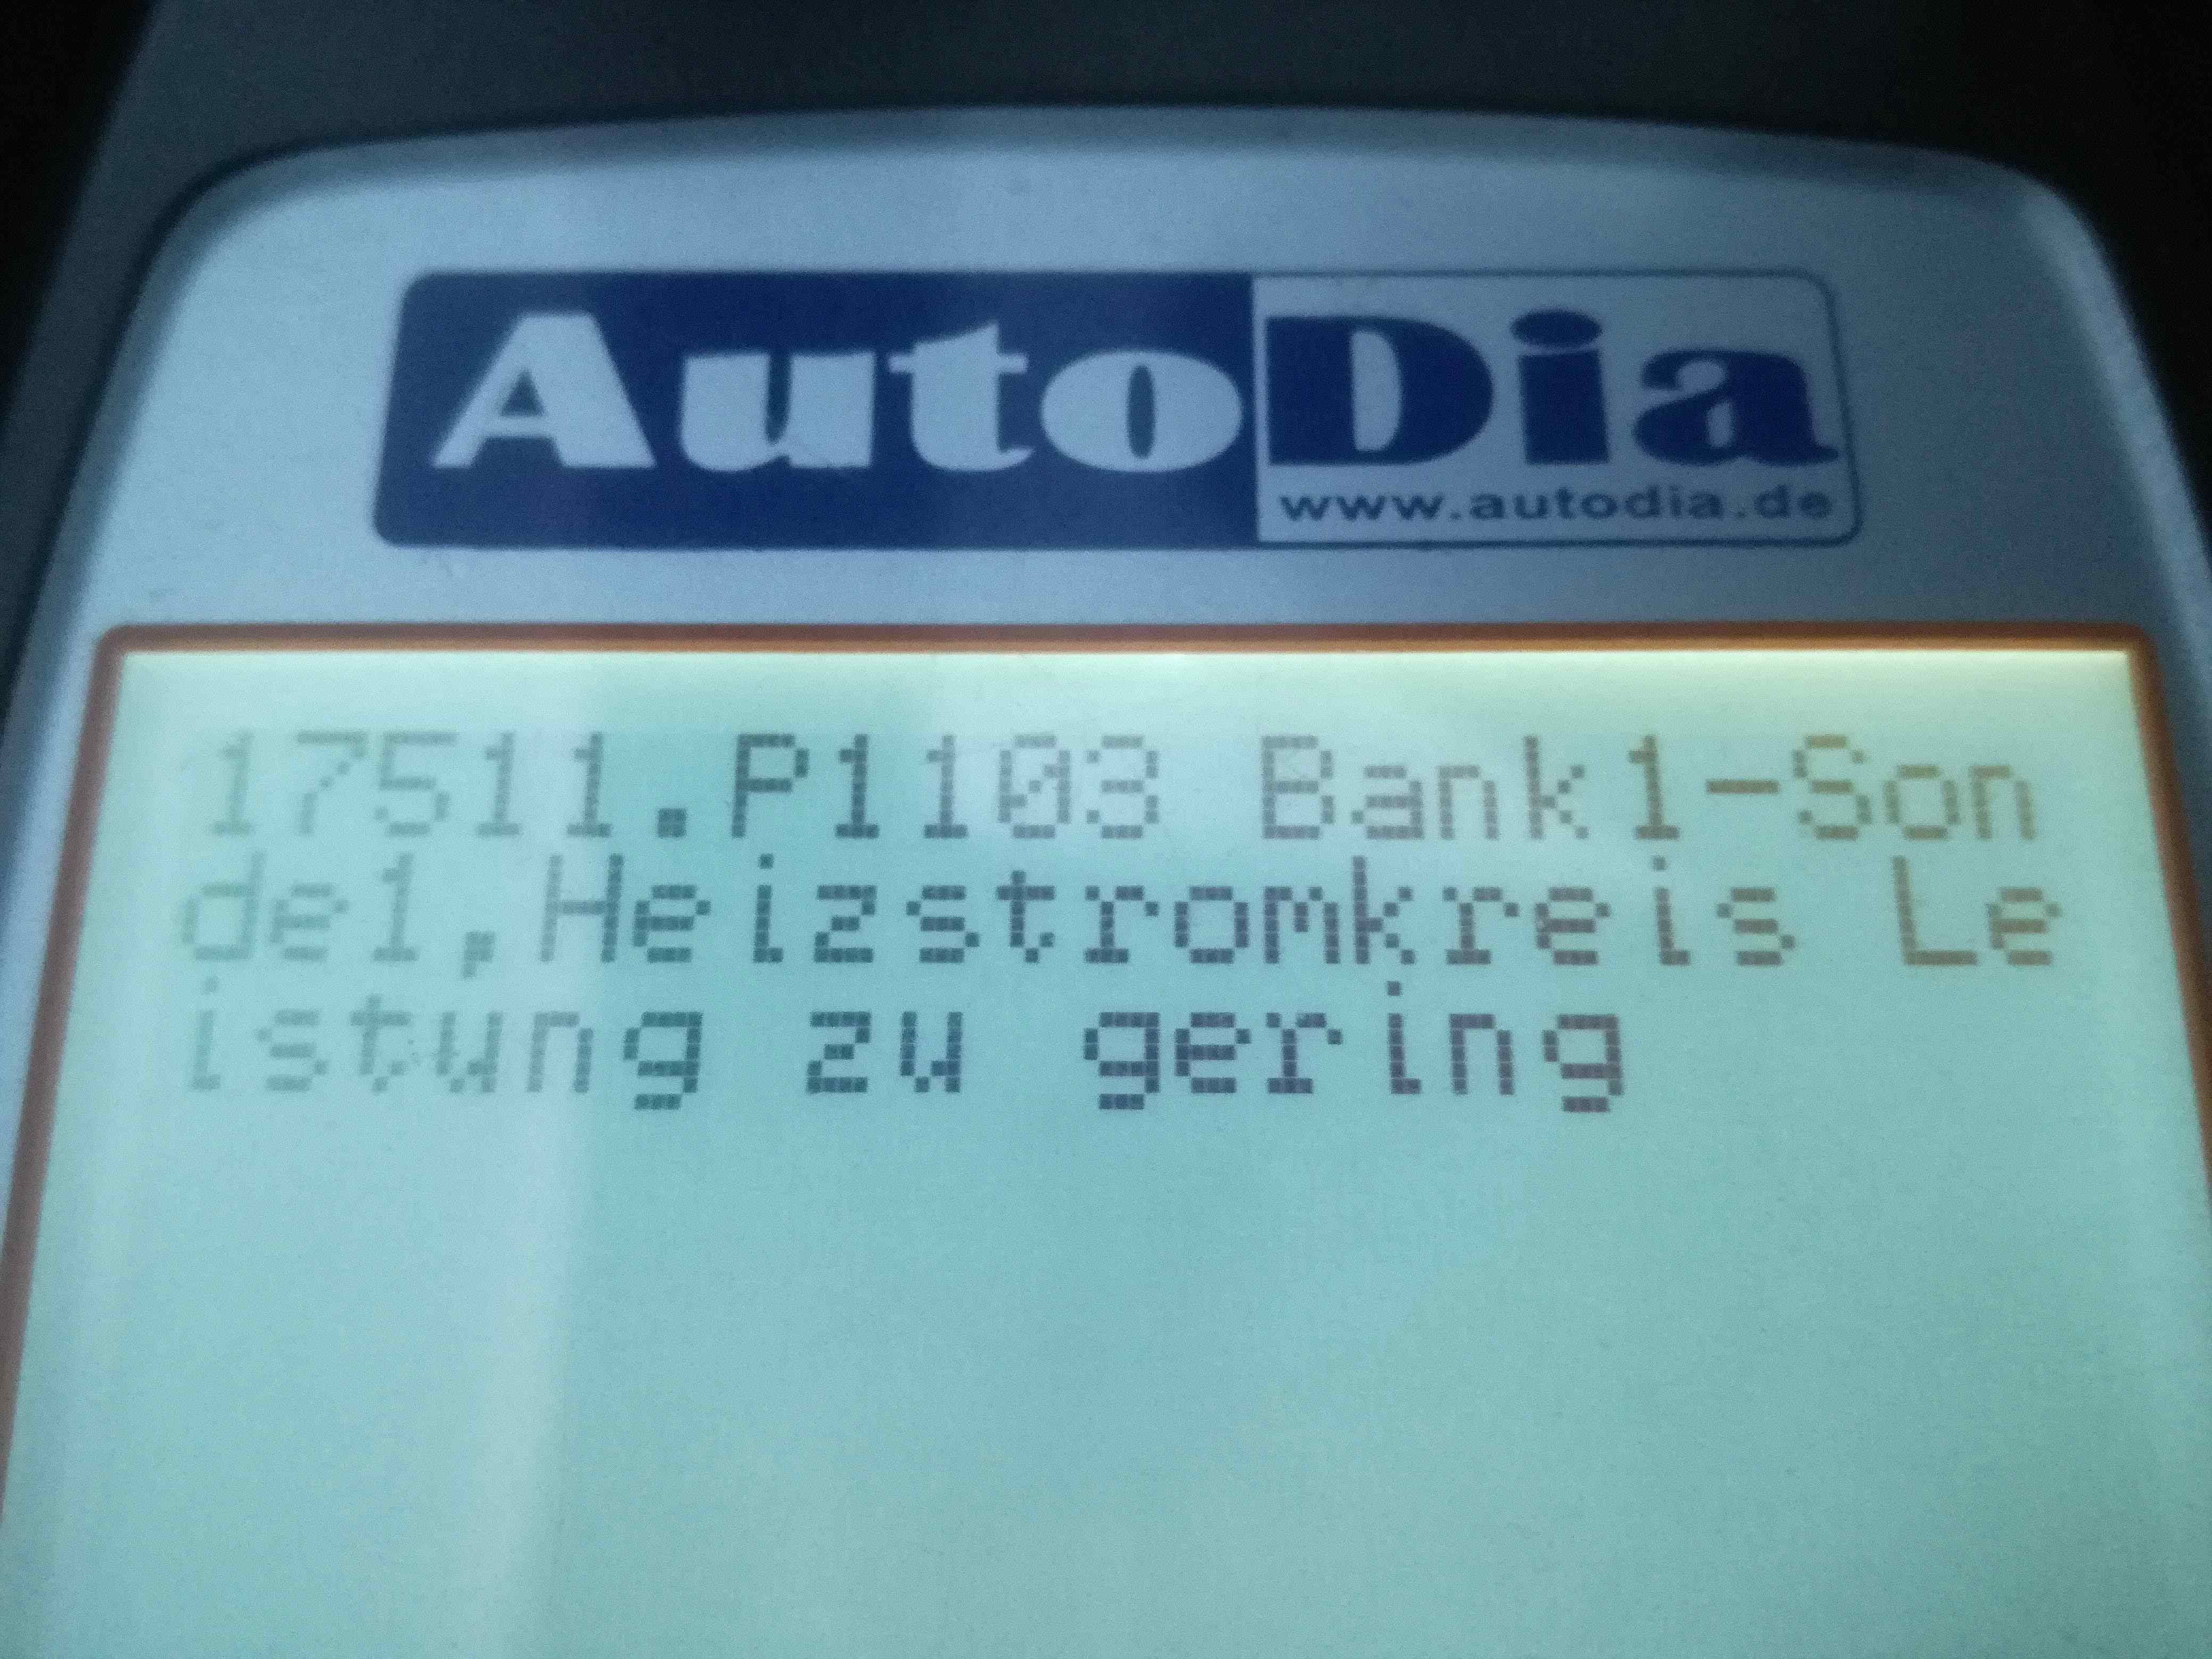 AutoDia
www.autodia.de
17511.P1103 Bank1-Son
de1,Heizstromkreis Le
istung zu gering